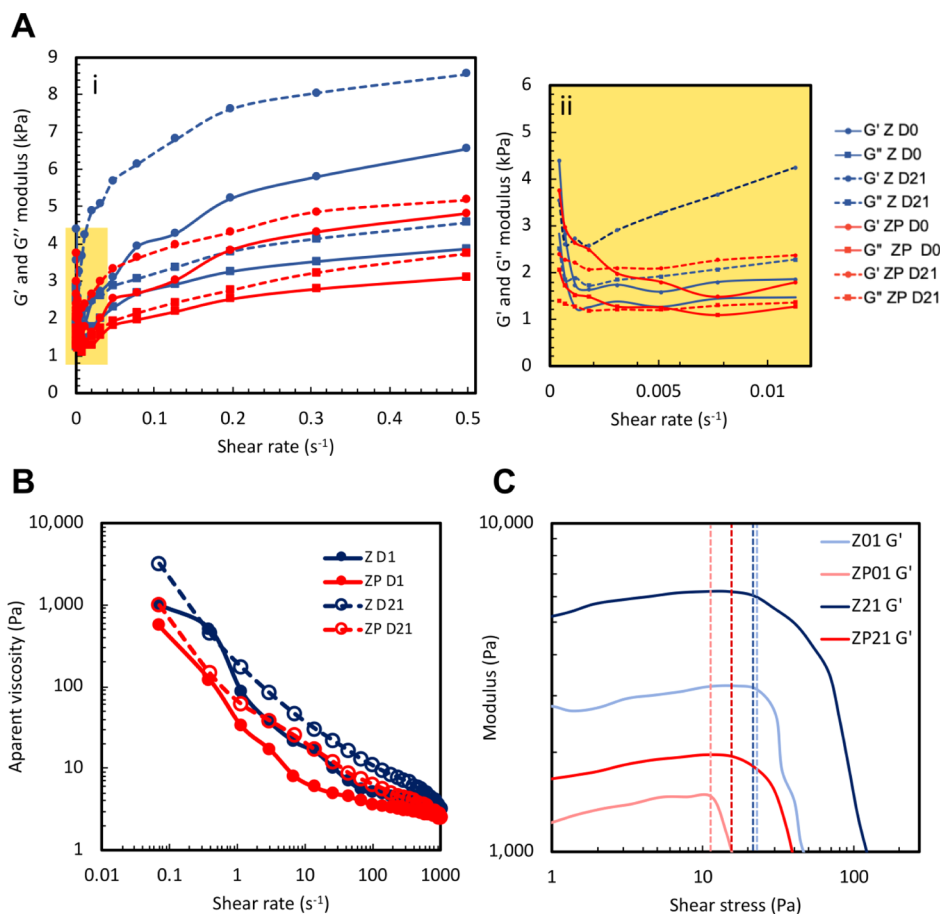 A
i
G' and G'' modulus (kPa)
9
8
7
6
5
4
3
2
1
0
0
0.1
0.2
0.3
0.4
0.5
Shear rate (s⁻¹)
ii
G' and G'' modulus (kPa)
6
5
4
3
2
1
0
0
0.005
0.01
Shear rate (s⁻¹)
G' Z D0
G" Z D0
G' Z D21
G" Z D21
G' ZP D0
G" ZP D0
G' ZP D21
G" ZP D21
B
Apparent viscosity (Pa)
10,000
1,000
100
10
1
0.01
0.1
1
10
100
1000
Shear rate (s⁻¹)
Z D1
ZP D1
Z D21
ZP D21
C
Modulus (Pa)
10,000
1,000
1
10
100
Shear stress (Pa)
Z01 G'
ZP01 G'
Z21 G'
ZP21 G'